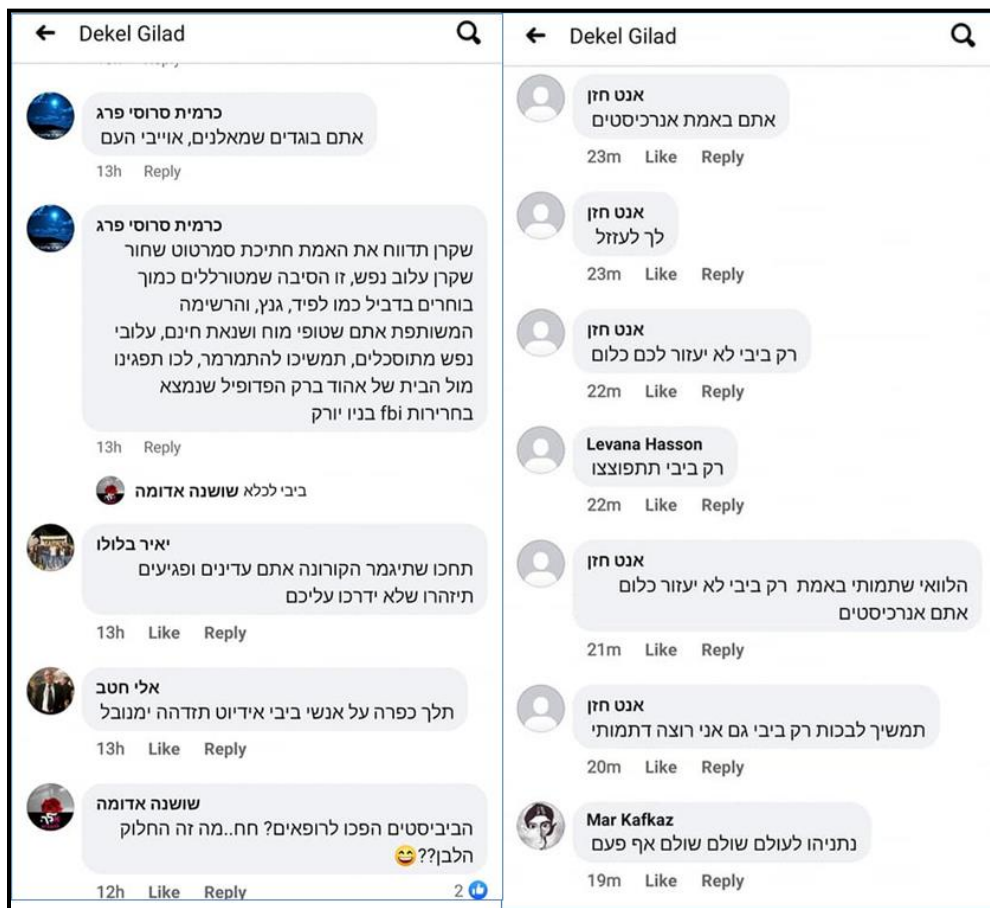 Dekel Gilad
כרמית סרוסי פרג
אתם בוגדים שמאלנים, אוייבי העם
13h Reply
כרמית סרוסי פרג
שקרן תדווח את האמת חתיכת סמרטוט שחור
שקרן עלוב נפש, זו הסיבה שמטורללים כמוך
בוחרים בדביל כמו לפיד, גנץ, והרשימה
המשותפת אתם שטופי מוח ושנאת חינם, עלובי
נפש מתוסכלים, תמשיכו להתמרמר, לכו תפגינו
מול הבית של אהוד ברק הפדופיל שנמצא
בחרירות fbi בניו יורק
13h Reply
שושנה אדומה ביבי לכלא
יאיר בלולו
תחכו שתיגמר הקורונה אתם עדינים ופגיעים
תיזהרו שלא ידרכו עליכם
13h Like Reply
אלי חטב
תלך כפרה על אנשי ביבי אידיוט תזדהה ימנובל
13h Like Reply
שושנה אדומה
הביביסטים הפכו לרופאים? חח..מה זה החלוק
הלבן??😄
12h Like Reply 2
Dekel Gilad
אנט חזן
אתם באמת אנרכיסטים
23m Like Reply
אנט חזן
לך לעזזל
23m Like Reply
אנט חזן
רק ביבי לא יעזור לכם כלום
22m Like Reply
Levana Hasson
רק ביבי תתפוצצו
22m Like Reply
אנט חזן
הלוואי שתמותי באמת רק ביבי לא יעזור כלום
אתם אנרכיסטים
21m Like Reply
אנט חזן
תמשיך לבכות רק ביבי גם אני רוצה דתמותי
20m Like Reply
Mar Kafkaz
נתניהו לעולם שולם שולם אף פעם
19m Like Reply